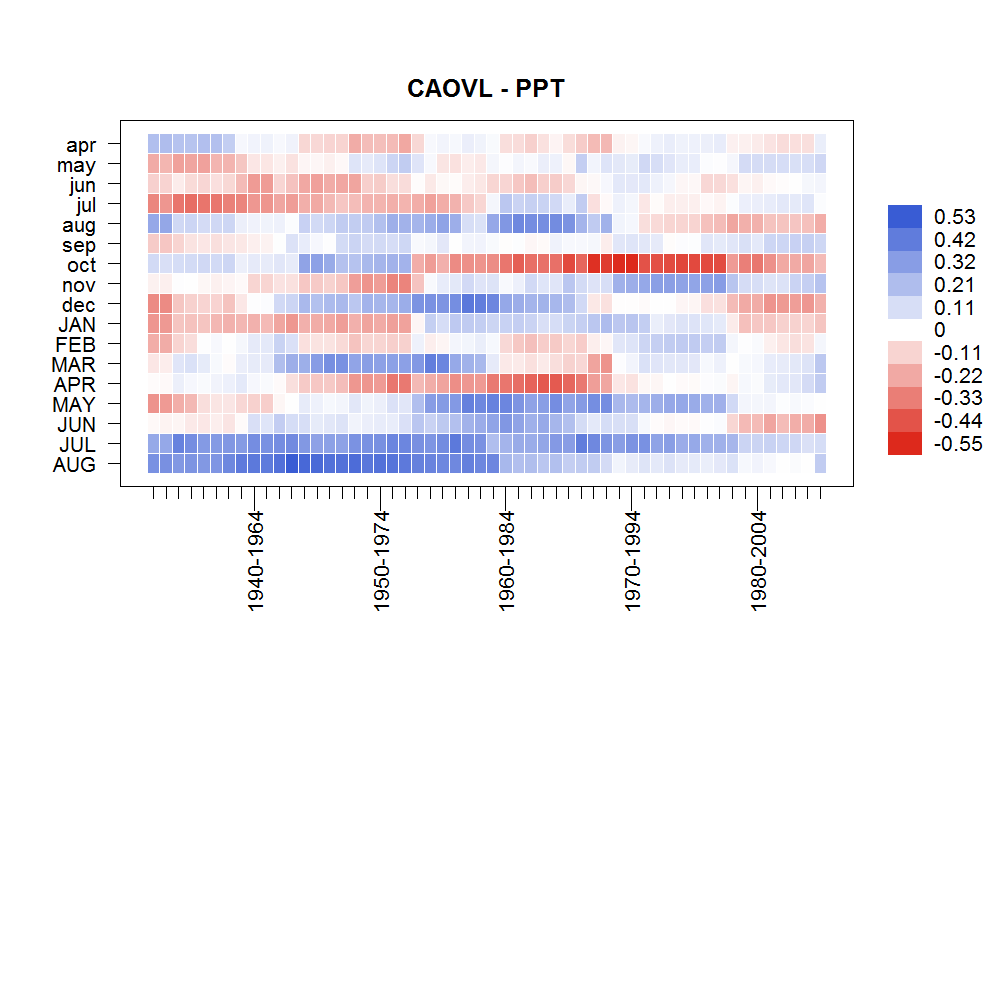 CAOVL - PPT
apr
may
jun
jul
aug
sep
oct
nov
dec
JAN
FEB
MAR
APR
MAY
JUN
JUL
AUG
1940-1964
1950-1974
1960-1984
1970-1994
1980-2004
0.53
0.42
0.32
0.21
0.11
0
-0.11
-0.22
-0.33
-0.44
-0.55